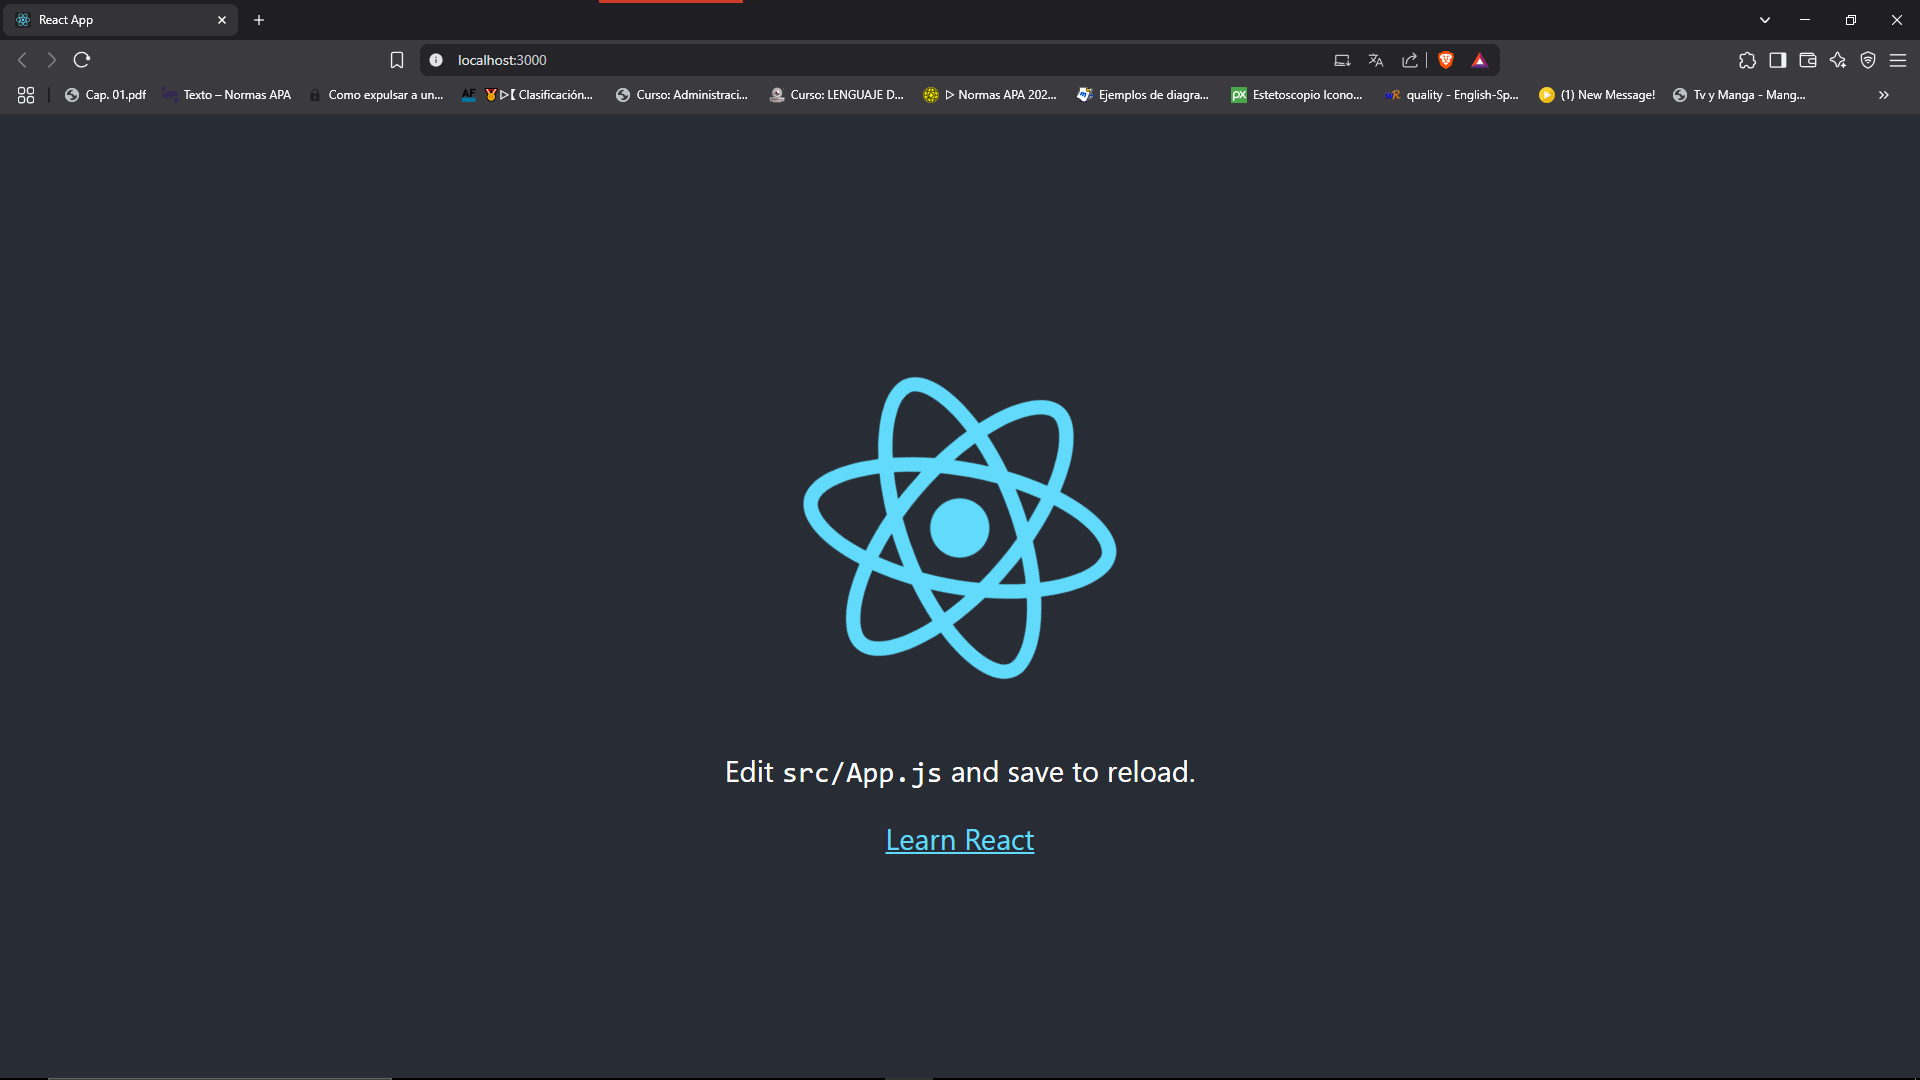 React App
localhost:3000
Cap. 01.pdf
Texto – Normas APA
Como expulsar a un...
AF
Clasificación...
Curso: Administraci...
Curso: LENGUAJE D...
Normas APA 202...
Ejemplos de diagra...
px
Estetoscopio Icono...
quality - English-Sp...
(1) New Message!
Tv y Manga - Mang...
Edit src/App.js and save to reload.
Learn React